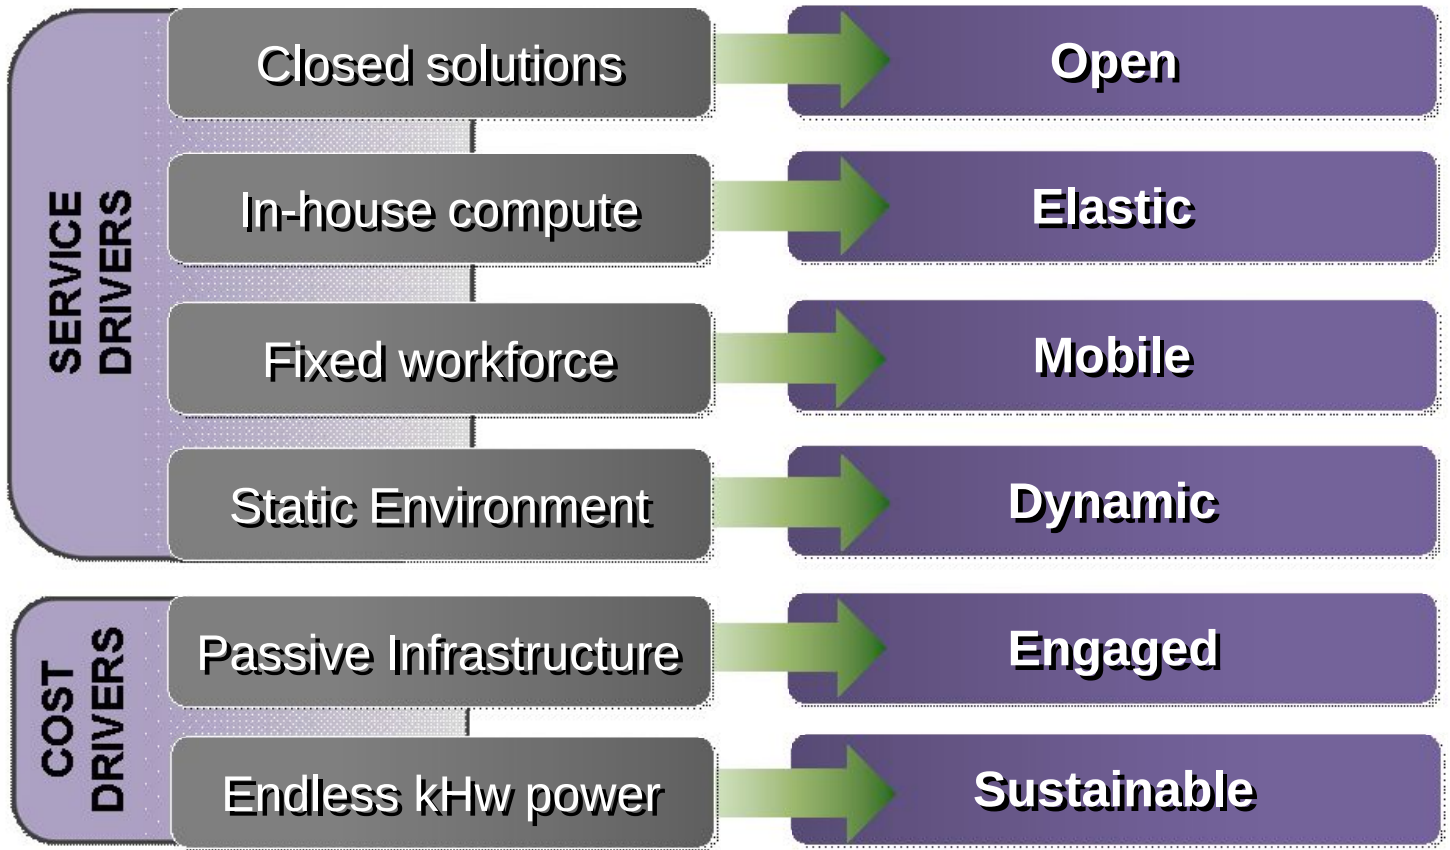 SERVICE
DRIVERS
Closed solutions
Open
In-house compute
Elastic
Fixed workforce
Mobile
Static Environment
Dynamic
COST
DRIVERS
Passive Infrastructure
Engaged
Endless kHw power
Sustainable